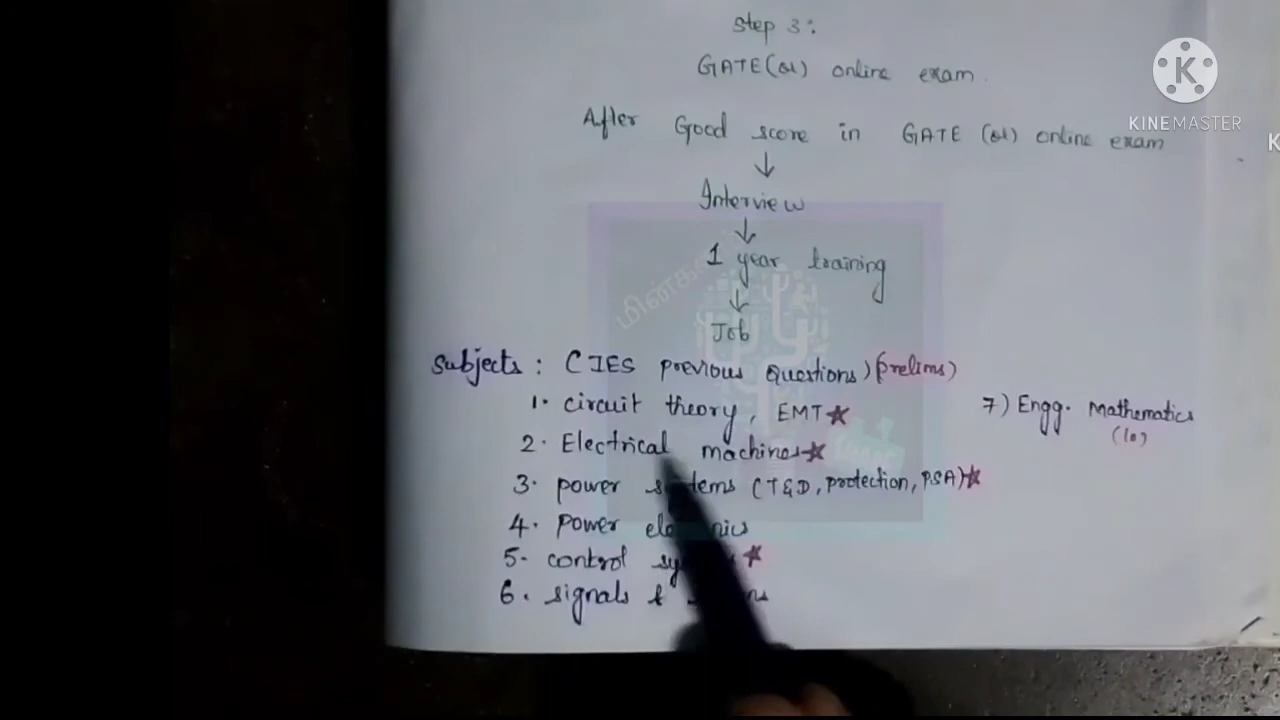 Step 3:
GATE (or) online exam.
After Good score in GATE (or) online exam
↓
Interview
↓
1 year training
↓
Job
Subjects: (IES previous Questions) (prelims)
1. circuit theory, EMT★
2. Electrical machines★
3. power systems (T&D, protection, PSA)★
4. power
5. control ★
6. signals &
7) Engg. Mathematics
(10)
KINEMASTER